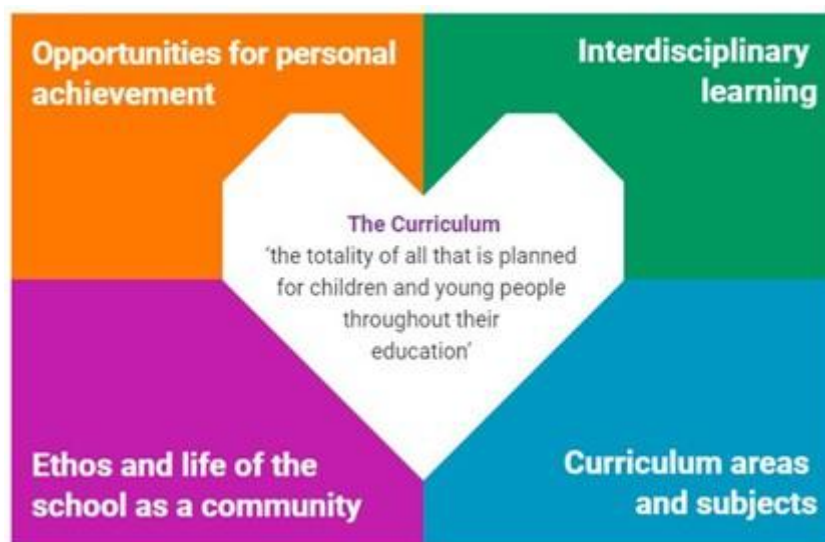 Opportunities for personal
achievement
Interdisciplinary
learning
The Curriculum
‘the totality of all that is planned
for children and young people
throughout their
education’
Ethos and life of the
school as a community
Curriculum areas
and subjects